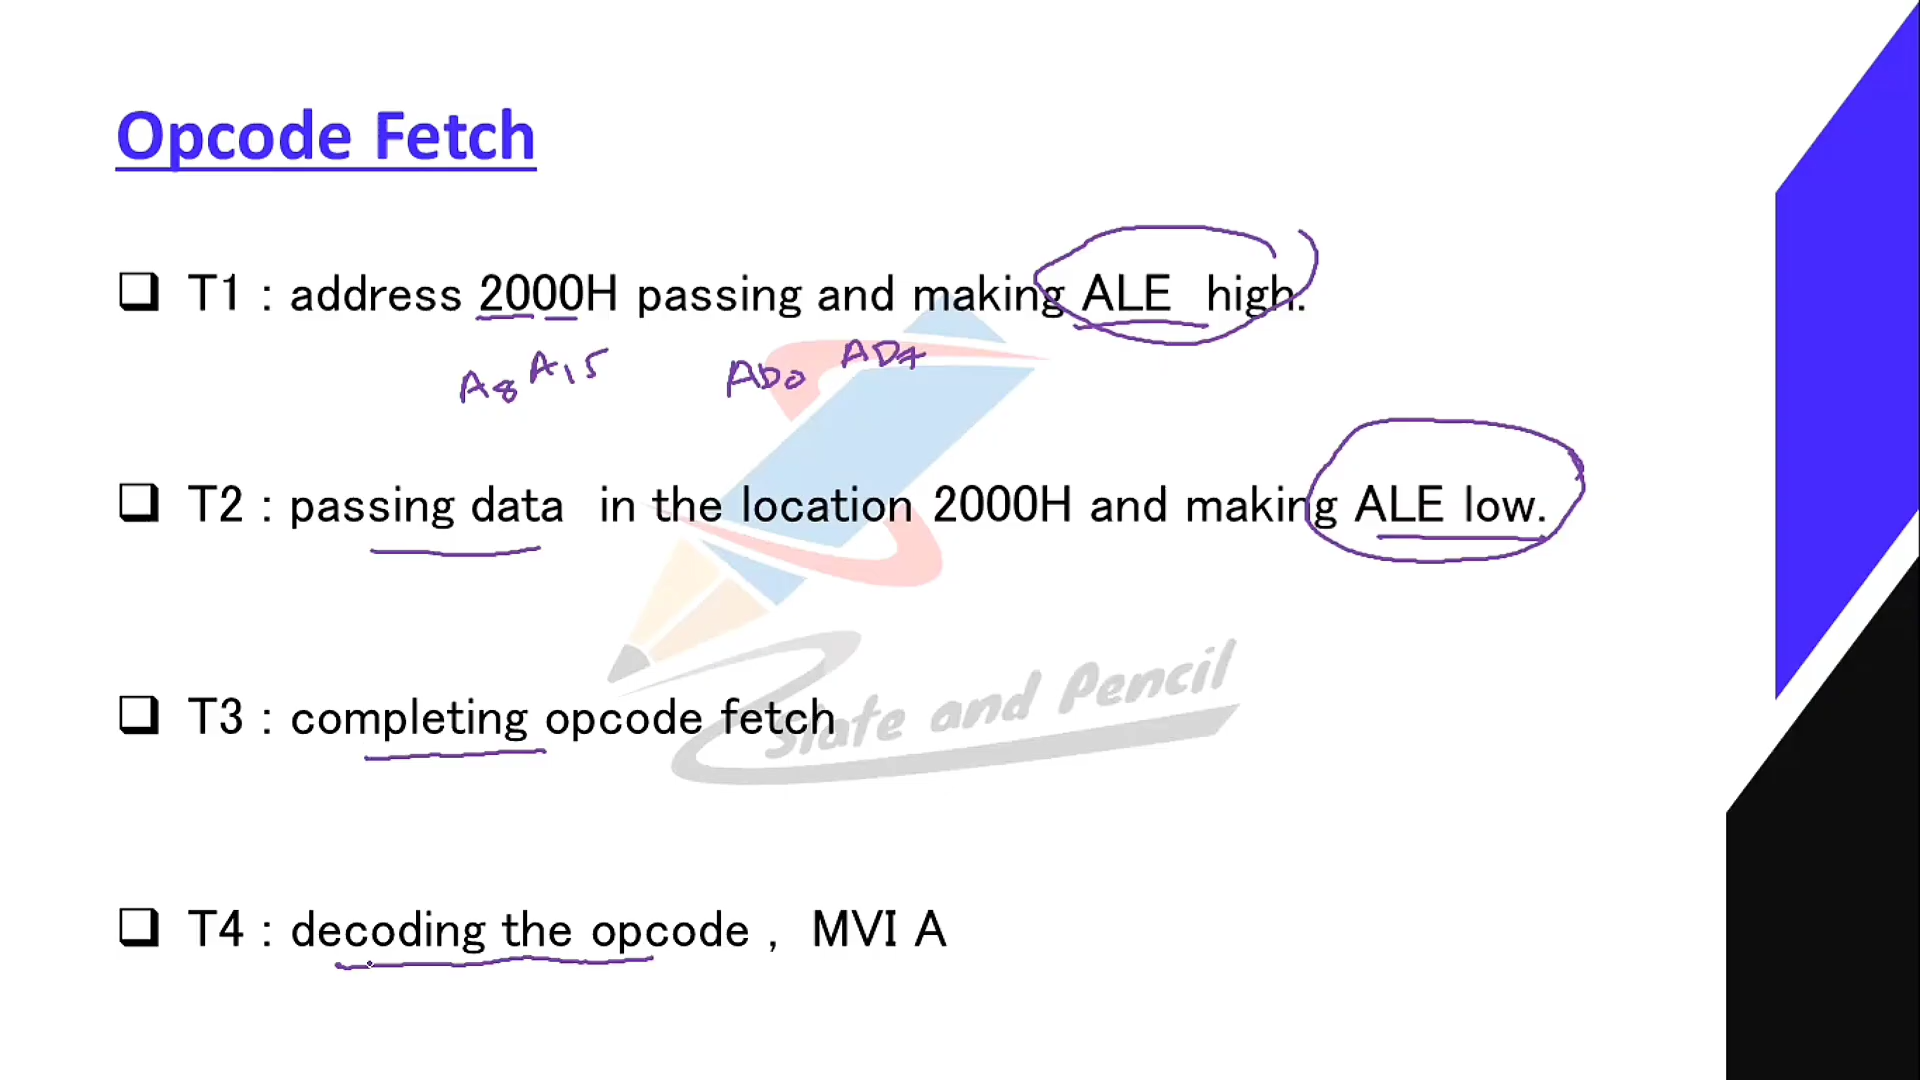 Opcode Fetch
T1 : address 2000H passing and making ALE high.
A8 A15 AD0 AD7
T2 : passing data in the location 2000H and making ALE low.
T3 : completing opcode fetch
Slate and Pencil
T4 : decoding the opcode , MVI A